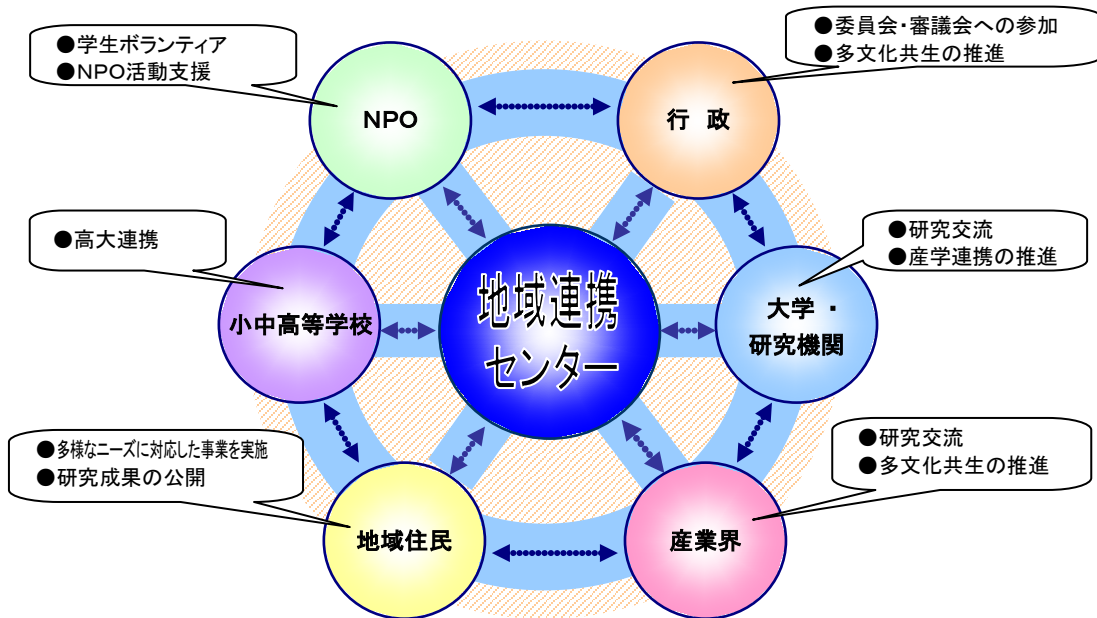 ●学生ボランティア
●NPO活動支援
●委員会・審議会への参加
●多文化共生の推進
NPO
行 政
●高大連携
●研究交流
●産学連携の推進
地域連携
センター
小中高等学校
大学・
研究機関
●多様なニーズに対応した事業を実施
●研究成果の公開
●研究交流
●多文化共生の推進
地域住民
産業界